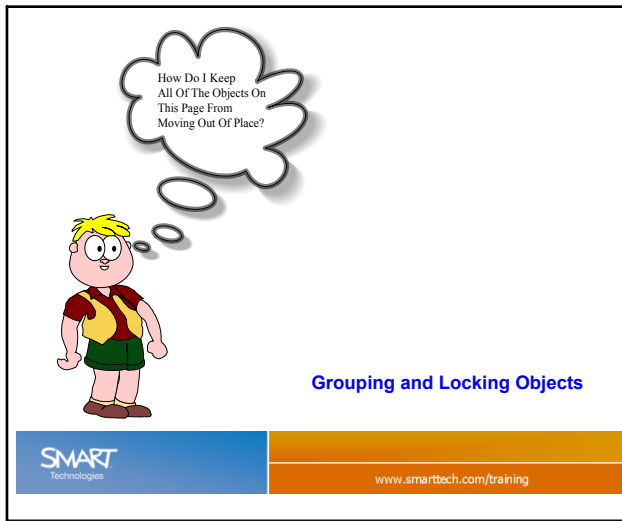 How Do I Keep
All Of The Objects On
This Page From
Moving Out Of Place?
Grouping and Locking Objects
SMART
Technologies
www.smarttech.com/training